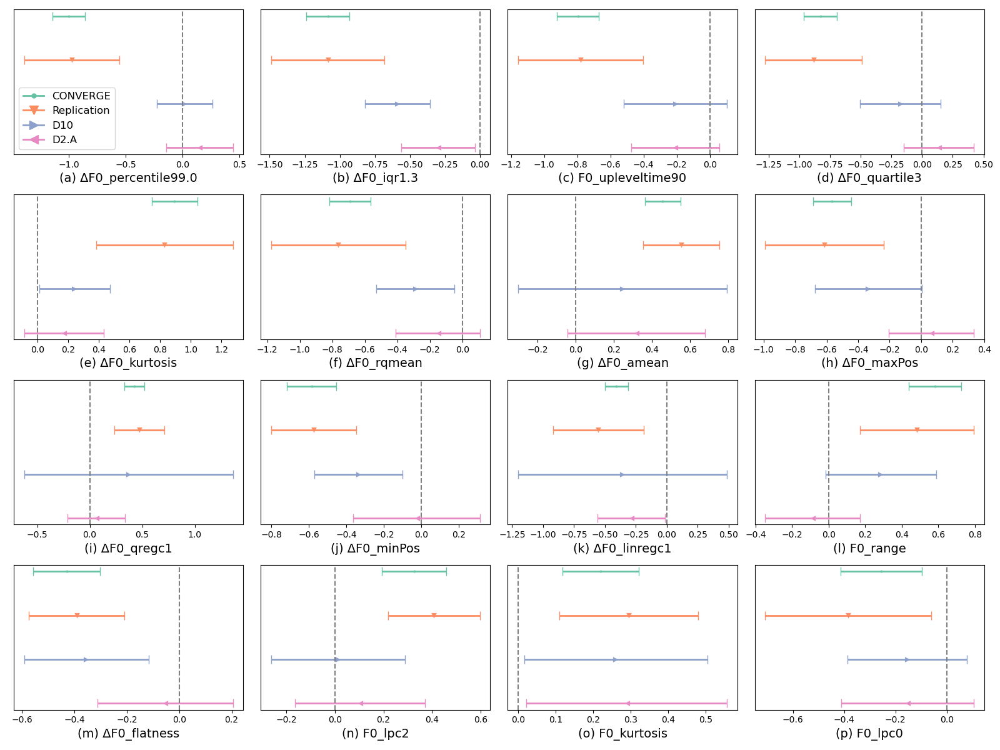 CONVERGE
Replication
D10
D2.A
−1.0 −0.5 0.0 0.5
(a) ΔF0_percentile99.0
−1.50 −1.25 −1.00 −0.75 −0.50 −0.25 0.00
(b) ΔF0_iqr1.3
−1.2 −1.0 −0.8 −0.6 −0.4 −0.2 0.0
(c) F0_upleveltime90
−1.25 −1.00 −0.75 −0.50 −0.25 0.00 0.25 0.50
(d) ΔF0_quartile3
0.0 0.2 0.4 0.6 0.8 1.0 1.2
(e) ΔF0_kurtosis
−1.2 −1.0 −0.8 −0.6 −0.4 −0.2 0.0
(f) ΔF0_rqmean
−0.2 0.0 0.2 0.4 0.6 0.8
(g) ΔF0_amean
−1.0 −0.8 −0.6 −0.4 −0.2 0.0 0.2 0.4
(h) ΔF0_maxPos
−0.5 0.0 0.5 1.0
(i) ΔF0_qregc1
−0.8 −0.6 −0.4 −0.2 0.0 0.2
(j) ΔF0_minPos
−1.25 −1.00 −0.75 −0.50 −0.25 0.00 0.25 0.50
(k) ΔF0_linregc1
−0.4 −0.2 0.0 0.2 0.4 0.6 0.8
(l) F0_range
−0.6 −0.4 −0.2 0.0 0.2
(m) ΔF0_flatness
−0.2 0.0 0.2 0.4 0.6
(n) F0_lpc2
0.0 0.1 0.2 0.3 0.4 0.5
(o) F0_kurtosis
−0.6 −0.4 −0.2 0.0
(p) F0_lpc0